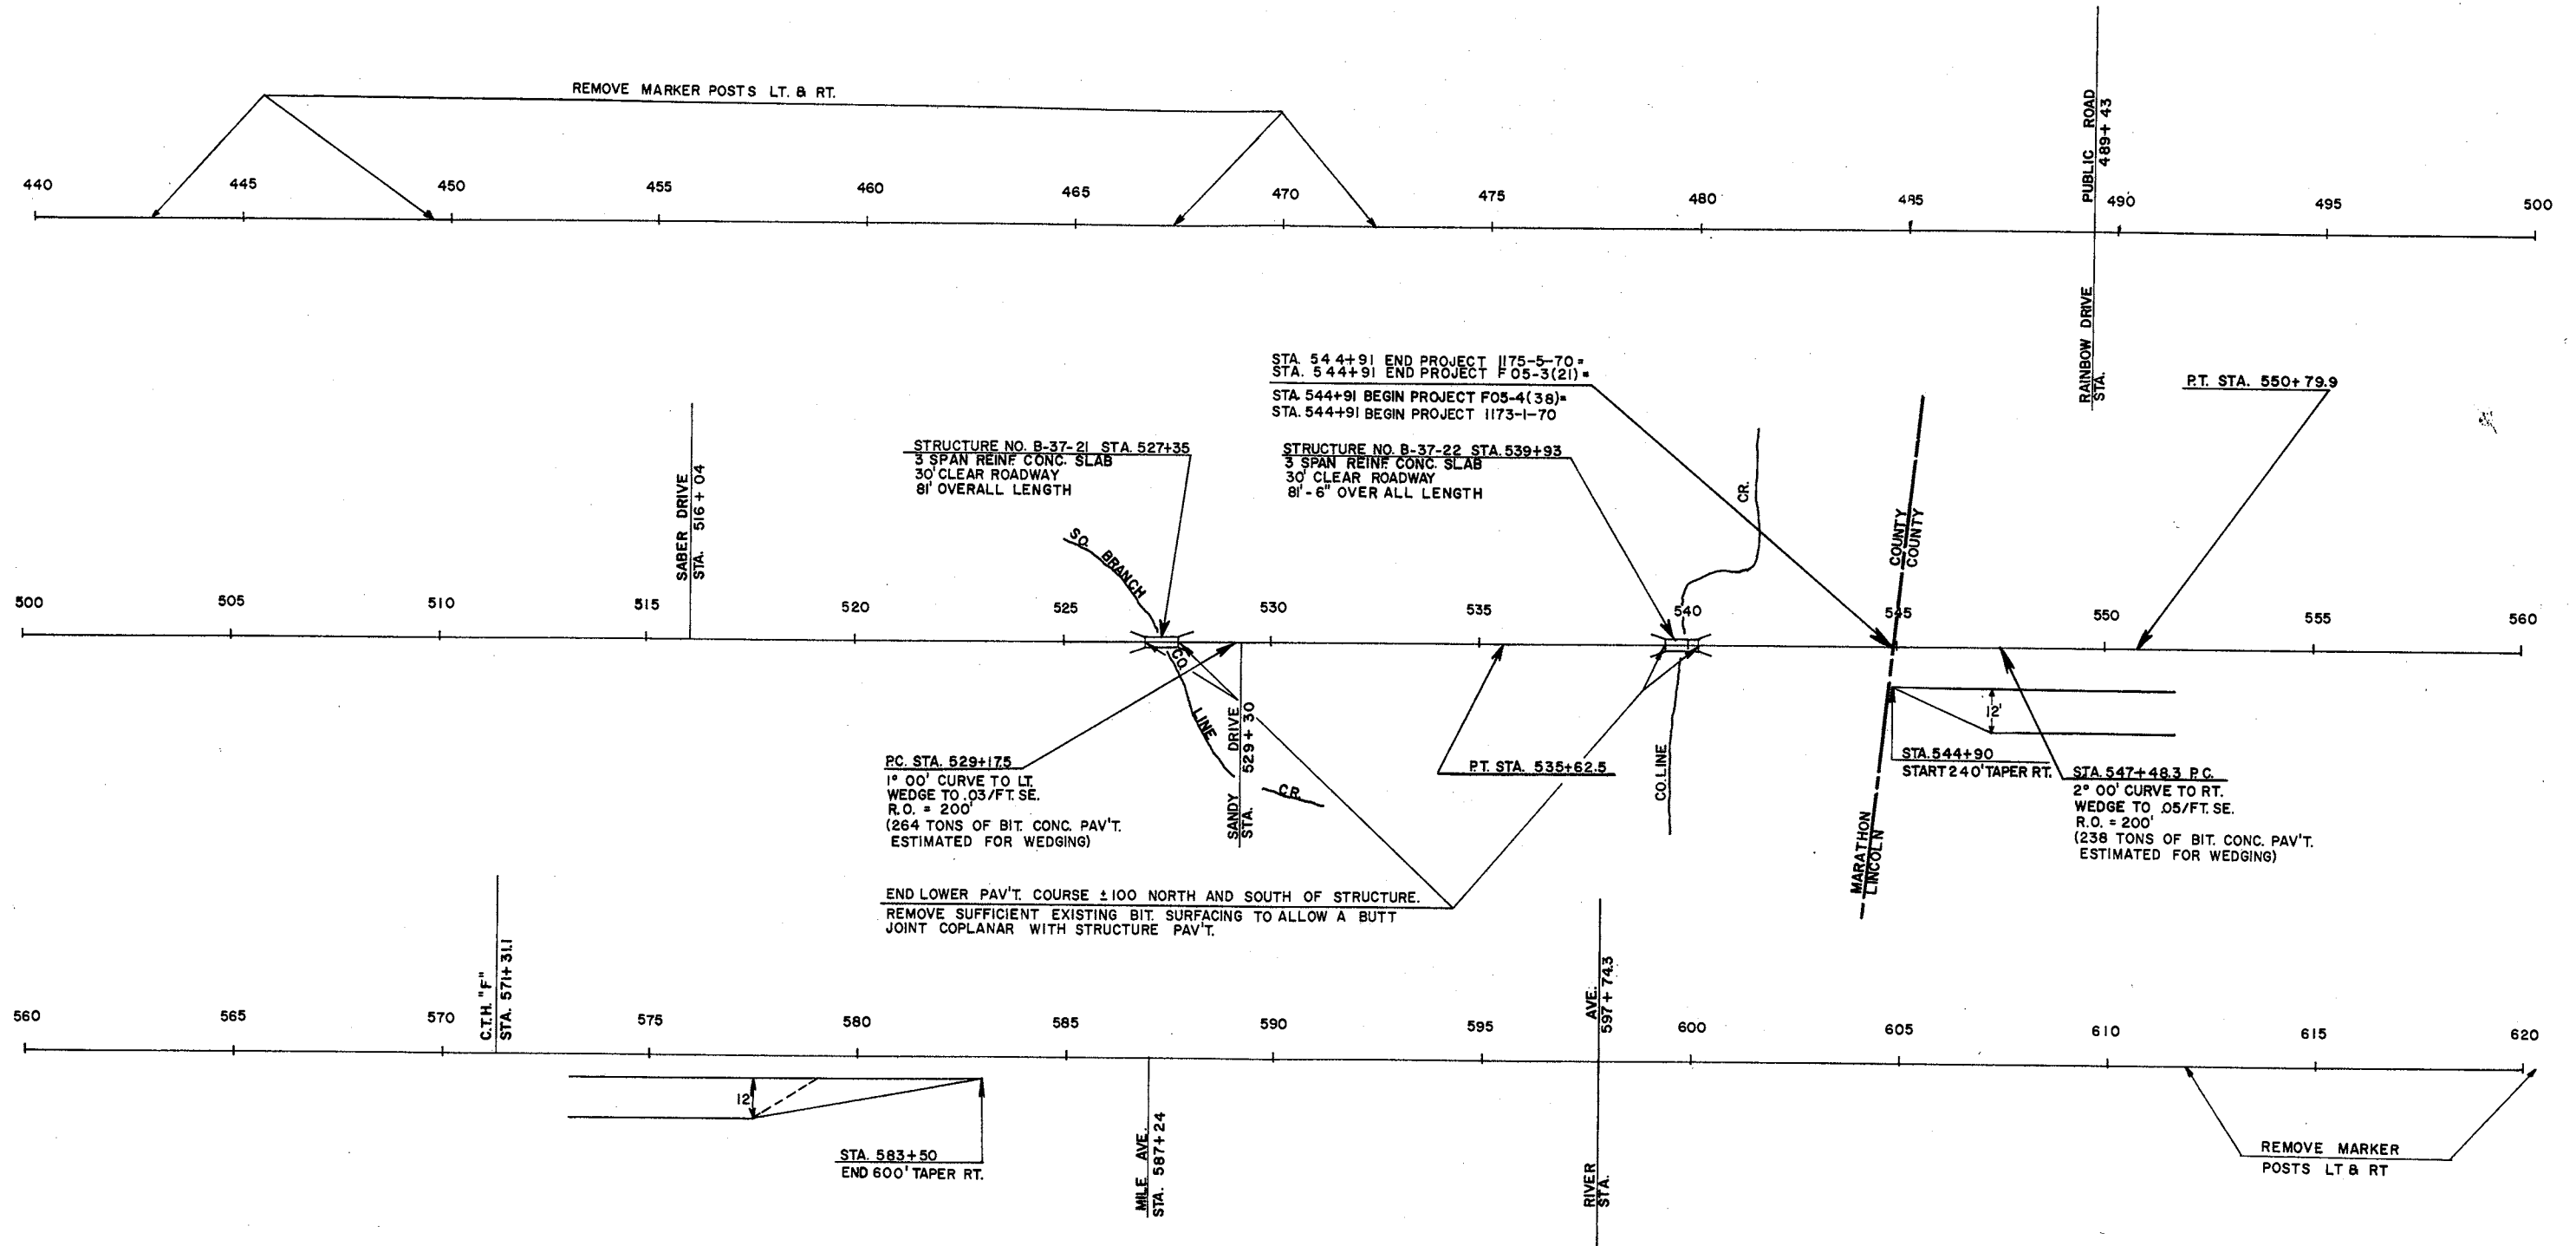 REMOVE MARKER POSTS LT. & RT.
440 445 450 455 460 465 470 475 480 485 490 495 500
PUBLIC ROAD
489+43
RAINBOW DRIVE
STA.
STA. 544+91 END PROJECT 1175-5-70=
STA. 544+91 END PROJECT F 05-3(21)=
STA. 544+91 BEGIN PROJECT F05-4(38)=
STA. 544+91 BEGIN PROJECT 1173-1-70
P.T. STA. 550+79.9
SABER DRIVE
STA. 516+04
STRUCTURE NO. B-37-21 STA. 527+35
3 SPAN REINF. CONC. SLAB
30' CLEAR ROADWAY
81' OVERALL LENGTH
STRUCTURE NO. B-37-22 STA. 539+93
3 SPAN REINF. CONC. SLAB
30' CLEAR ROADWAY
81'-6" OVER ALL LENGTH
SO. BRANCH
CR.
COUNTY
COUNTY
500 505 510 515 520 525 530 535 540 545 550 555 560
CO.
LINE
CR.
SANDY DRIVE
STA. 529+30
P.C. STA. 529+17.5
1° 00' CURVE TO LT.
WEDGE TO .03/FT. SE.
R.O. = 200'
(264 TONS OF BIT. CONC. PAV'T.
ESTIMATED FOR WEDGING)
P.T. STA. 535+62.5
CO. LINE
MARATHON
LINCOLN
12'
STA. 544+90
START 240' TAPER RT.
STA. 547+48.3 P.C.
2° 00' CURVE TO RT.
WEDGE TO .05/FT. SE.
R.O. = 200'
(238 TONS OF BIT. CONC. PAV'T.
ESTIMATED FOR WEDGING)
END LOWER PAV'T. COURSE ±100 NORTH AND SOUTH OF STRUCTURE.
REMOVE SUFFICIENT EXISTING BIT. SURFACING TO ALLOW A BUTT
JOINT COPLANAR WITH STRUCTURE PAV'T.
C.T.H. "F"
STA. 571+31.1
560 565 570 575 580 585 590 595 600 605 610 615 620
12'
STA. 583+50
END 600' TAPER RT.
MILE AVE.
STA. 587+24
RIVER AVE.
STA. 597+74.3
REMOVE MARKER
POSTS LT & RT